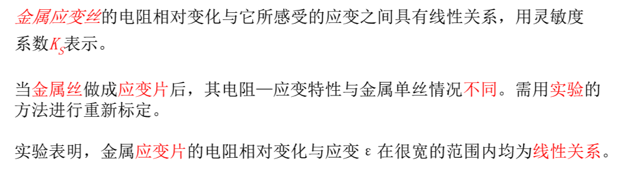 金属应变丝的电阻相对变化与它所感受的应变之间具有线性关系，用灵敏度
系数KS表示。
当金属丝做成应变片后，其电阻—应变特性与金属单丝情况不同。需用实验的
方法进行重新标定。
实验表明，金属应变片的电阻相对变化与应变ε在很宽的范围内均为线性关系。